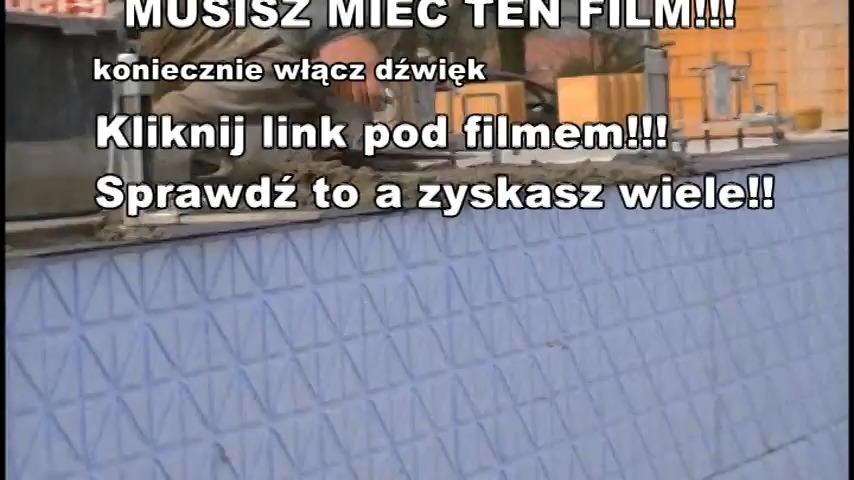 MUSISZ MIEĆ TEN FILM!!!
koniecznie włącz dźwięk
Kliknij link pod filmem!!!
Sprawdź to a zyskasz wiele!!